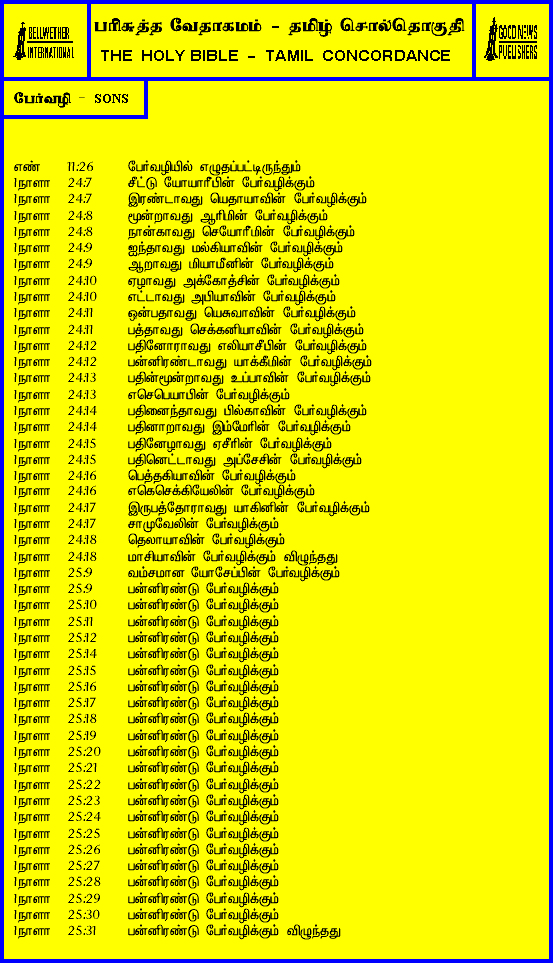 BELLWETHER
INTERNATIONAL
பரிசுத்த வேதாகமம் - தமிழ் சொல்தொகுதி
THE HOLY BIBLE - TAMIL CONCORDANCE
GOOD NEWS
PUBLISHERS
பேர்வழி - SONS
எண் 11:26 பேர்வழியில் எழுதப்பட்டிருந்தும்
1நாளா 24:7 சீட்டு யோயாரீபின் பேர்வழிக்கும்
1நாளா 24:7 இரண்டாவது யெதாயாவின் பேர்வழிக்கும்
1நாளா 24:8 மூன்றாவது ஆரிமின் பேர்வழிக்கும்
1நாளா 24:8 நான்காவது செயோரீமின் பேர்வழிக்கும்
1நாளா 24:9 ஐந்தாவது மல்கியாவின் பேர்வழிக்கும்
1நாளா 24:9 ஆறாவது மியாமீனின் பேர்வழிக்கும்
1நாளா 24:10 ஏழாவது அக்கோத்சின் பேர்வழிக்கும்
1நாளா 24:10 எட்டாவது அபியாவின் பேர்வழிக்கும்
1நாளா 24:11 ஒன்பதாவது யெசுவாவின் பேர்வழிக்கும்
1நாளா 24:11 பத்தாவது செக்கனியாவின் பேர்வழிக்கும்
1நாளா 24:12 பதினோராவது எலியாசீபின் பேர்வழிக்கும்
1நாளா 24:12 பன்னிரண்டாவது யாக்கீமின் பேர்வழிக்கும்
1நாளா 24:13 பதின்மூன்றாவது உப்பாவின் பேர்வழிக்கும்
1நாளா 24:13 எசெபெயாபின் பேர்வழிக்கும்
1நாளா 24:14 பதினைந்தாவது பில்காவின் பேர்வழிக்கும்
1நாளா 24:14 பதினாறாவது இம்மேரின் பேர்வழிக்கும்
1நாளா 24:15 பதினேழாவது ஏசீரின் பேர்வழிக்கும்
1நாளா 24:15 பதினெட்டாவது அப்சேசின் பேர்வழிக்கும்
1நாளா 24:16 பெத்தகியாவின் பேர்வழிக்கும்
1நாளா 24:16 எகெசெக்கியேலின் பேர்வழிக்கும்
1நாளா 24:17 இருபத்தோராவது யாகினின் பேர்வழிக்கும்
1நாளா 24:17 சாமுவேலின் பேர்வழிக்கும்
1நாளா 24:18 தெலாயாவின் பேர்வழிக்கும்
1நாளா 24:18 மாசியாவின் பேர்வழிக்கும் விழுந்தது
1நாளா 25:9 வம்சமான யோசேப்பின் பேர்வழிக்கும்
1நாளா 25:9 பன்னிரண்டு பேர்வழிக்கும்
1நாளா 25:10 பன்னிரண்டு பேர்வழிக்கும்
1நாளா 25:11 பன்னிரண்டு பேர்வழிக்கும்
1நாளா 25:12 பன்னிரண்டு பேர்வழிக்கும்
1நாளா 25:14 பன்னிரண்டு பேர்வழிக்கும்
1நாளா 25:15 பன்னிரண்டு பேர்வழிக்கும்
1நாளா 25:16 பன்னிரண்டு பேர்வழிக்கும்
1நாளா 25:17 பன்னிரண்டு பேர்வழிக்கும்
1நாளா 25:18 பன்னிரண்டு பேர்வழிக்கும்
1நாளா 25:19 பன்னிரண்டு பேர்வழிக்கும்
1நாளா 25:20 பன்னிரண்டு பேர்வழிக்கும்
1நாளா 25:21 பன்னிரண்டு பேர்வழிக்கும்
1நாளா 25:22 பன்னிரண்டு பேர்வழிக்கும்
1நாளா 25:23 பன்னிரண்டு பேர்வழிக்கும்
1நாளா 25:24 பன்னிரண்டு பேர்வழிக்கும்
1நாளா 25:25 பன்னிரண்டு பேர்வழிக்கும்
1நாளா 25:26 பன்னிரண்டு பேர்வழிக்கும்
1நாளா 25:27 பன்னிரண்டு பேர்வழிக்கும்
1நாளா 25:28 பன்னிரண்டு பேர்வழிக்கும்
1நாளா 25:29 பன்னிரண்டு பேர்வழிக்கும்
1நாளா 25:30 பன்னிரண்டு பேர்வழிக்கும்
1நாளா 25:31 பன்னிரண்டு பேர்வழிக்கும் விழுந்தது